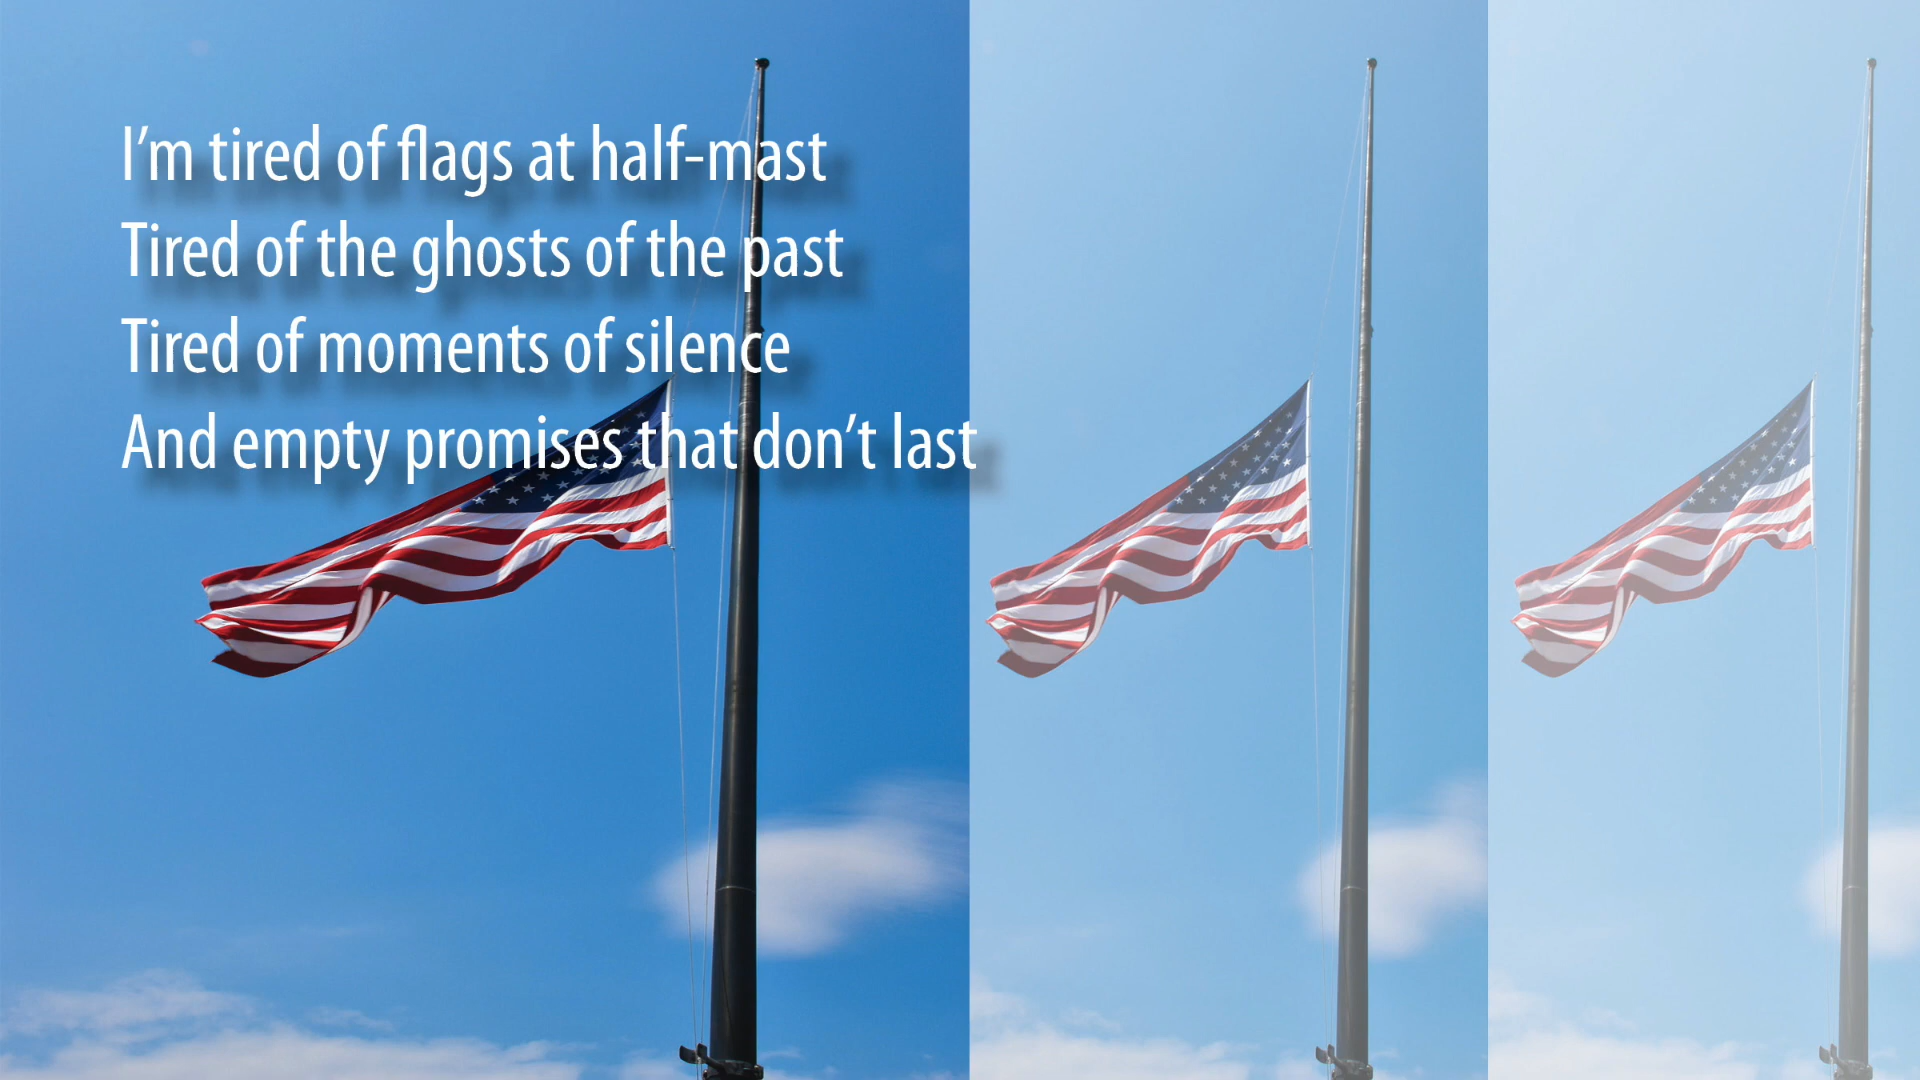 I’m tired of flags at half-mast
Tired of the ghosts of the past
Tired of moments of silence
And empty promises that don’t last